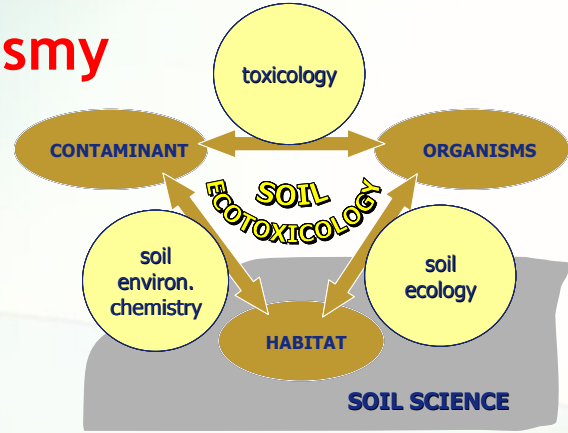 smy
toxicology
CONTAMINANT
ORGANISMS
SOIL
ECOTOXICOLOGY
soil
environ.
chemistry
soil
ecology
HABITAT
SOIL SCIENCE